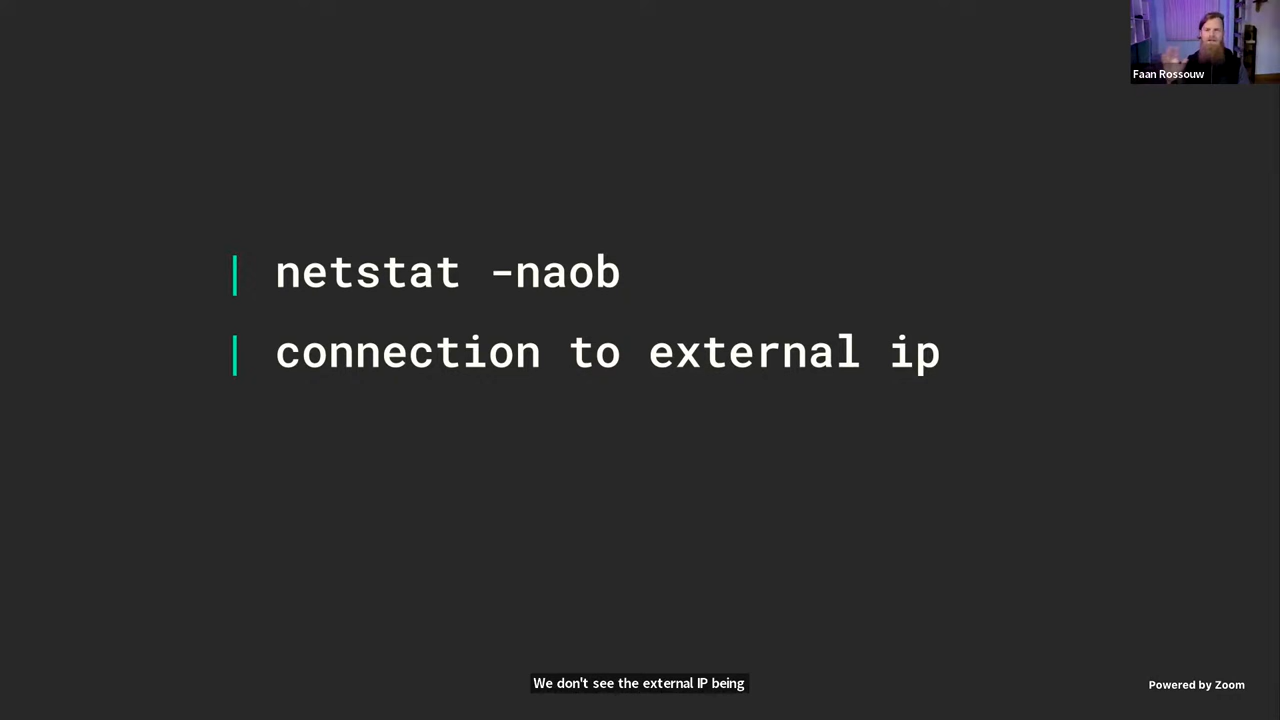 Faan Rossouw
| netstat -naob
| connection to external ip
We don't see the external IP being
Powered by Zoom